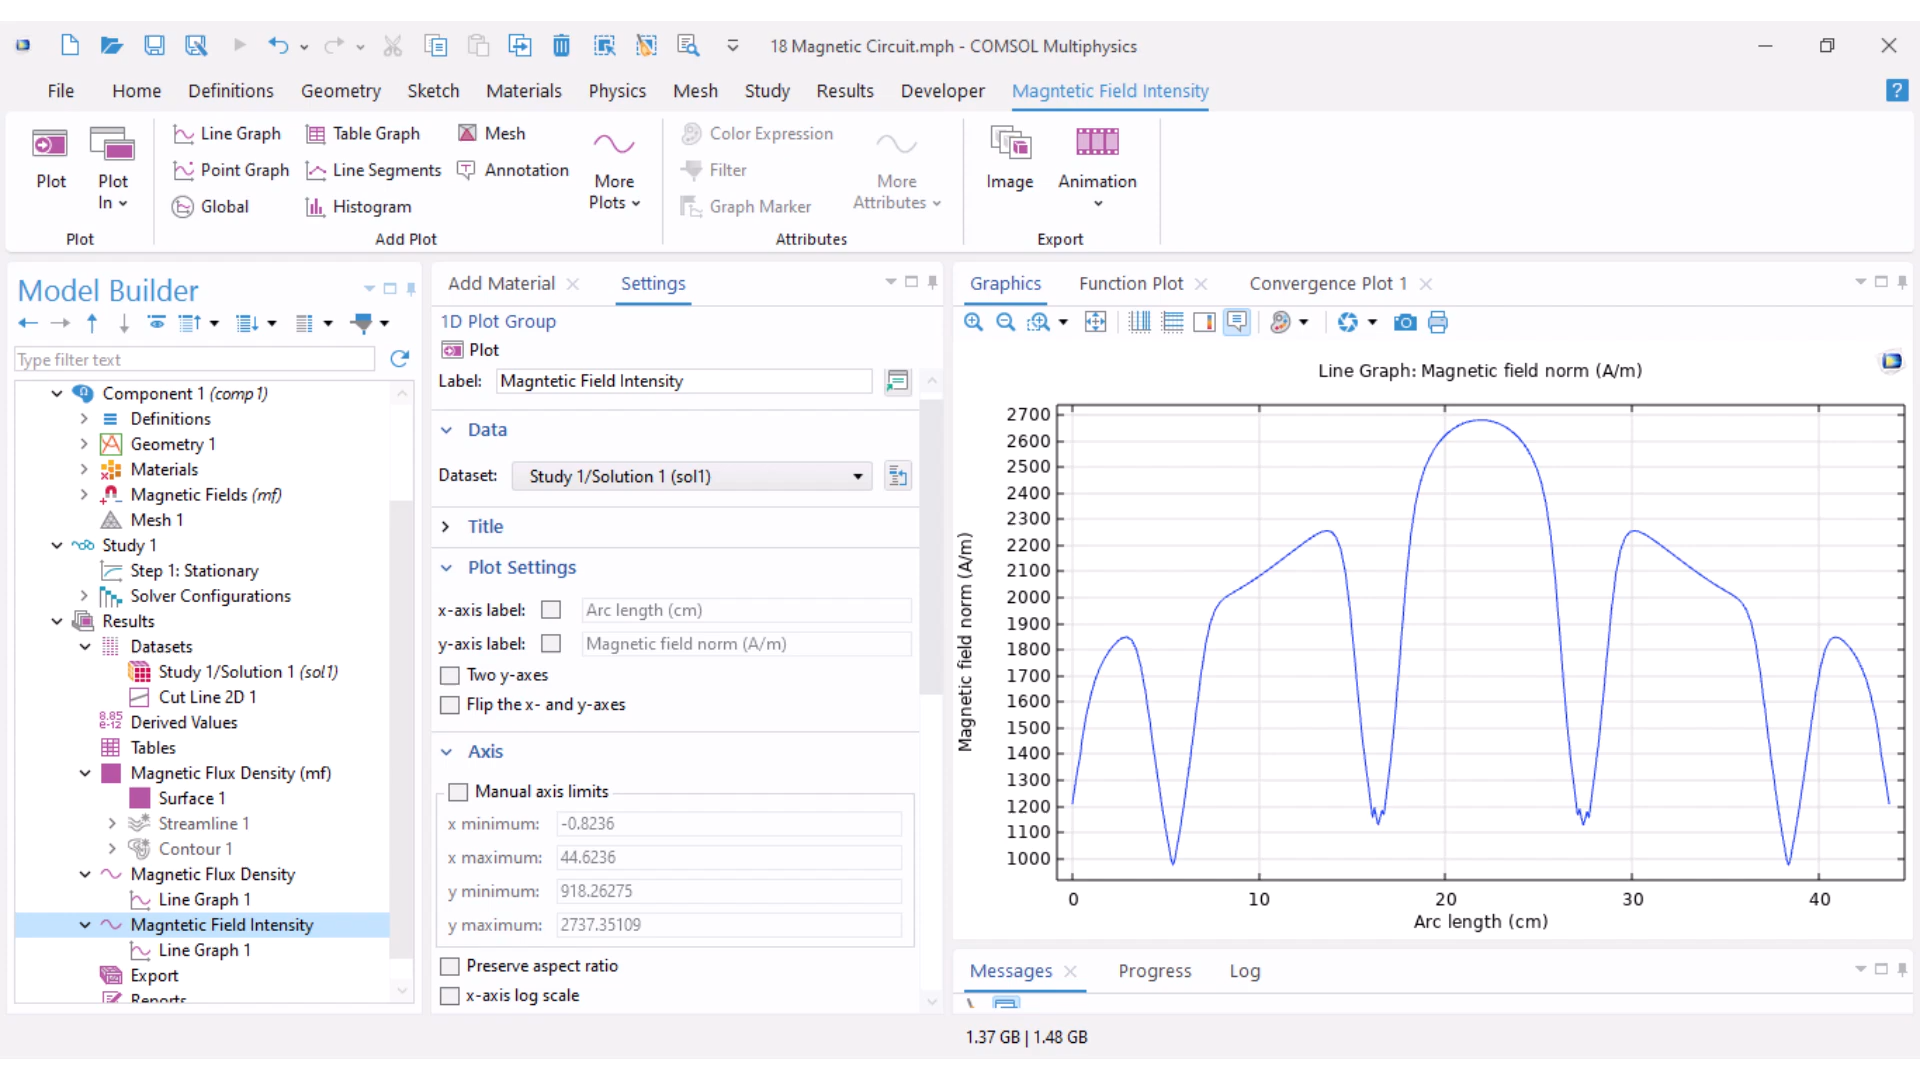 18 Magnetic Circuit.mph - COMSOL Multiphysics
File Home Definitions Geometry Sketch Materials Physics Mesh Study Results Developer Magntetic Field Intensity ?
Line Graph Table Graph Mesh Color Expression
Point Graph Line Segments Annotation Filter
Plot Plot In More Plots More Attributes Image Animation
Global Histogram Graph Marker
Plot Add Plot Attributes Export
Model Builder
Type filter text
Component 1 (comp1)
Definitions
Geometry 1
Materials
Magnetic Fields (mf)
Mesh 1
Study 1
Step 1: Stationary
Solver Configurations
Results
Datasets
Study 1/Solution 1 (sol1)
Cut Line 2D 1
8.85
e-12
Derived Values
Tables
Magnetic Flux Density (mf)
Surface 1
Streamline 1
Contour 1
Magnetic Flux Density
Line Graph 1
Magntetic Field Intensity
Line Graph 1
Export
Reports
Add Material Settings
1D Plot Group
Plot
Label: Magntetic Field Intensity
Data
Dataset: Study 1/Solution 1 (sol1)
Title
Plot Settings
x-axis label: Arc length (cm)
y-axis label: Magnetic field norm (A/m)
Two y-axes
Flip the x- and y-axes
Axis
Manual axis limits
x minimum: -0.8236
x maximum: 44.6236
y minimum: 918.26275
y maximum: 2737.35109
Preserve aspect ratio
x-axis log scale
Graphics Function Plot Convergence Plot 1
Line Graph: Magnetic field norm (A/m)
2700
2600
2500
2400
2300
2200
2100
2000
1900
1800
1700
1600
1500
1400
1300
1200
1100
1000
Magnetic field norm (A/m)
0 10 20 30 40
Arc length (cm)
Messages Progress Log
1.37 GB | 1.48 GB